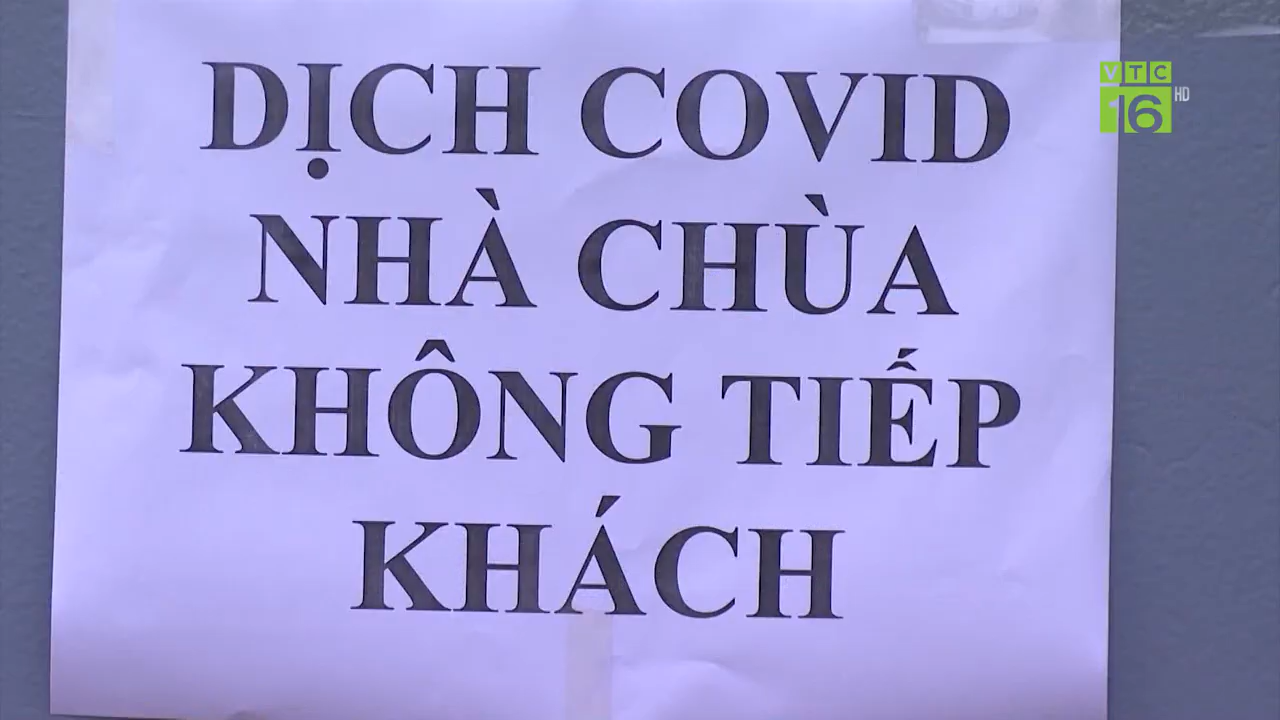 DỊCH COVID
NHÀ CHÙA
KHÔNG TIẾP
KHÁCH
VTC
16
HD